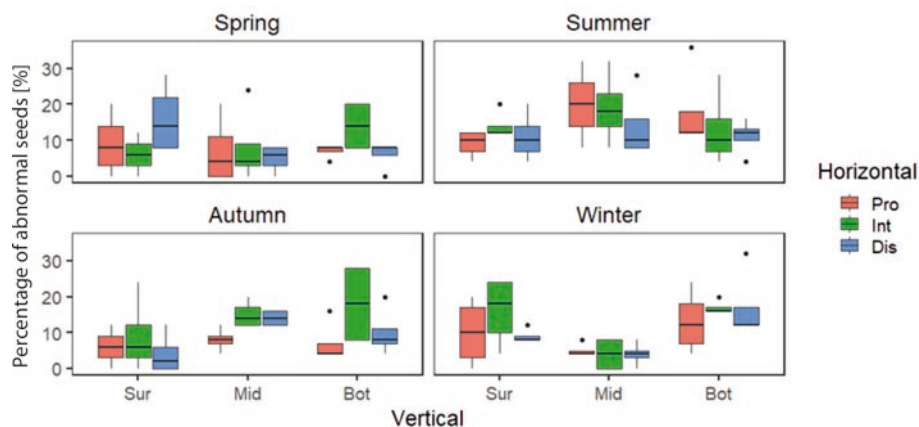 Spring
Summer
Percentage of abnormal seeds [%]
30
20
10
0
Autumn
Winter
30
20
10
0
Sur
Mid
Bot
Sur
Mid
Bot
Vertical
Horizontal
Pro
Int
Dis